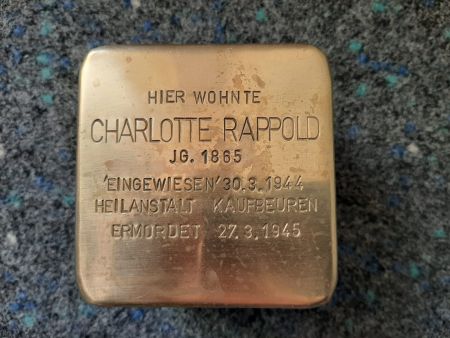 HIER WOHNTE
CHARLOTTE RAPPOLD
JG. 1865
'EINGEWIESEN' 30.3.1944
HEILANSTALT KAUFBEUREN
ERMORDET 27.3.1945